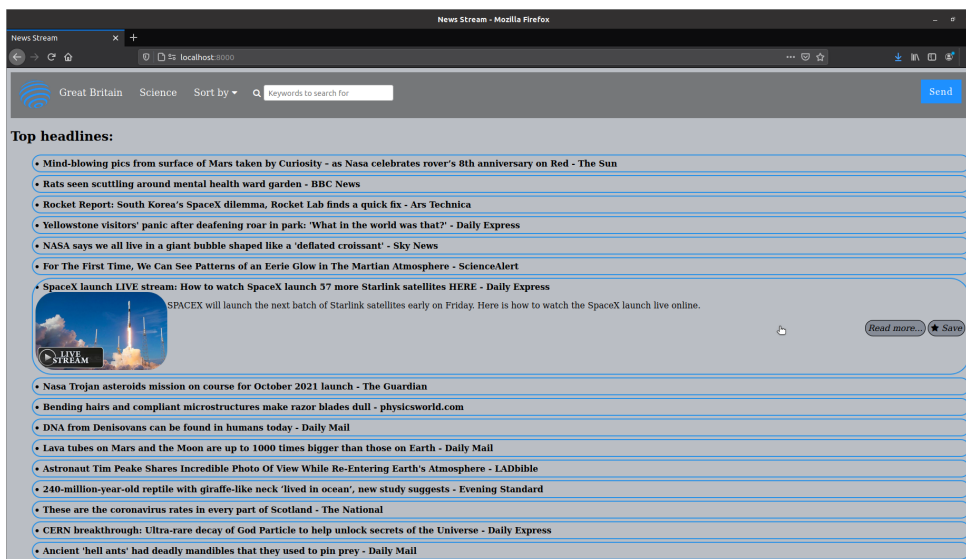 News Stream - Mozilla Firefox
News Stream
localhost:8000
Great Britain Science Sort by Keywords to search for Send
Top headlines:
• Mind-blowing pics from surface of Mars taken by Curiosity – as Nasa celebrates rover's 8th anniversary on Red - The Sun
• Rats seen scuttling around mental health ward garden - BBC News
• Rocket Report: South Korea's SpaceX dilemma, Rocket Lab finds a quick fix - Ars Technica
• Yellowstone visitors' panic after deafening roar in park: 'What in the world was that?' - Daily Express
• NASA says we all live in a giant bubble shaped like a 'deflated croissant' - Sky News
• For The First Time, We Can See Patterns of an Eerie Glow in The Martian Atmosphere - ScienceAlert
• SpaceX launch LIVE stream: How to watch SpaceX launch 57 more Starlink satellites HERE - Daily Express
SPACEX will launch the next batch of Starlink satellites early on Friday. Here is how to watch the SpaceX launch live online.
Read more... Save
LIVE
STREAM
• Nasa Trojan asteroids mission on course for October 2021 launch - The Guardian
• Bending hairs and compliant microstructures make razor blades dull - physicsworld.com
• DNA from Denisovans can be found in humans today - Daily Mail
• Lava tubes on Mars and the Moon are up to 1000 times bigger than those on Earth - Daily Mail
• Astronaut Tim Peake Shares Incredible Photo Of View While Re-Entering Earth's Atmosphere - LADbible
• 240-million-year-old reptile with giraffe-like neck 'lived in ocean', new study suggests - Evening Standard
• These are the coronavirus rates in every part of Scotland - The National
• CERN breakthrough: Ultra-rare decay of God Particle to help unlock secrets of the Universe - Daily Express
• Ancient 'hell ants' had deadly mandibles that they used to pin prey - Daily Mail